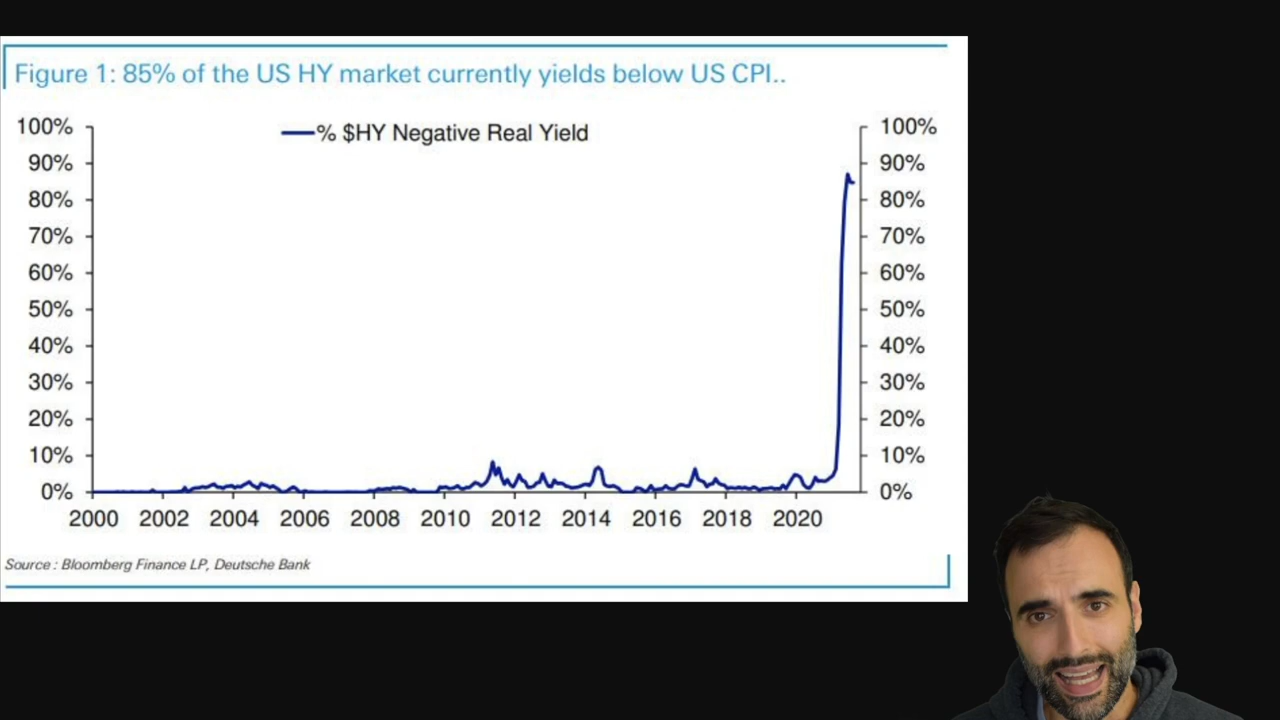 Figure 1: 85% of the US HY market currently yields below US CPI..
% $HY Negative Real Yield
100% 100%
90% 90%
80% 80%
70% 70%
60% 60%
50% 50%
40% 40%
30% 30%
20% 20%
10% 10%
0% 0%
2000 2002 2004 2006 2008 2010 2012 2014 2016 2018 2020
Source : Bloomberg Finance LP, Deutsche Bank